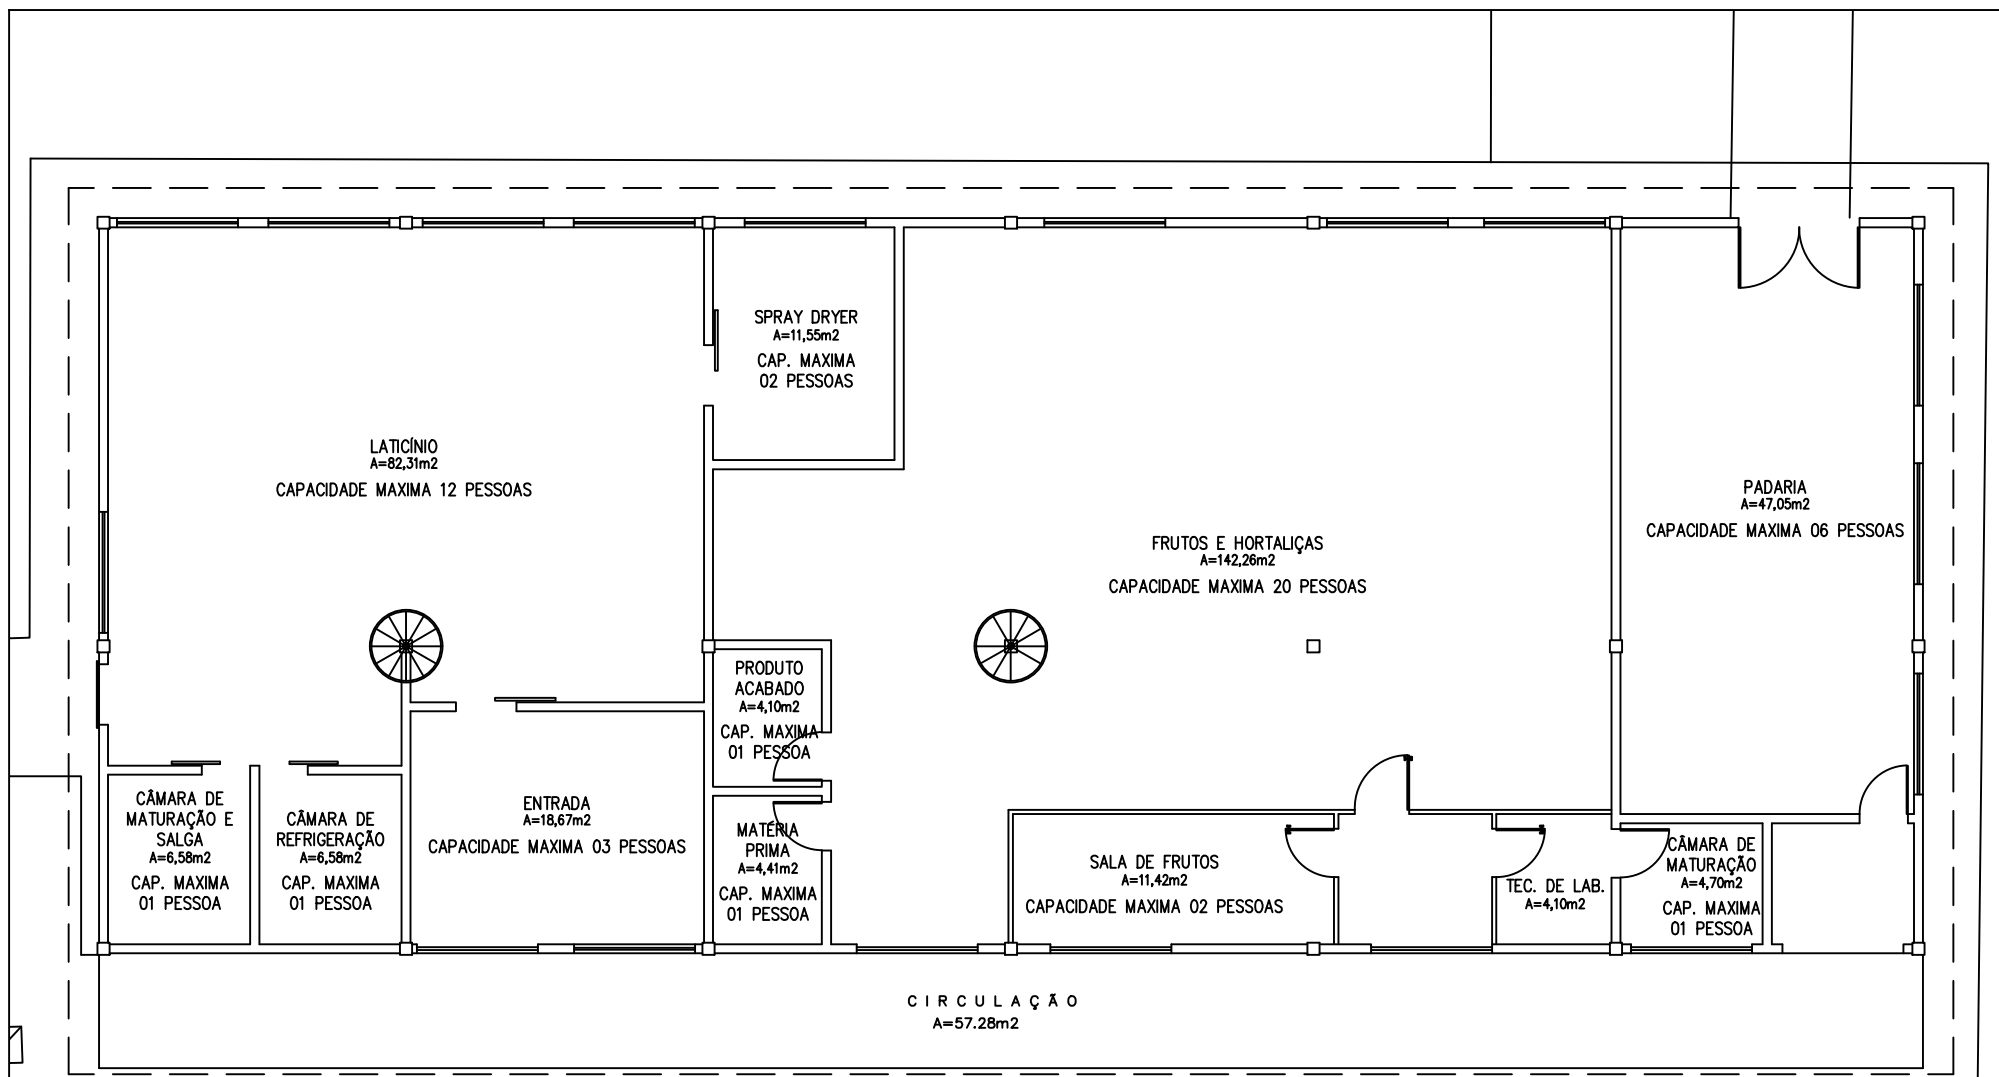 SPRAY DRYER
A=11,55m2
CAP. MAXIMA
02 PESSOAS
LATICÍNIO
A=82,31m2
CAPACIDADE MAXIMA 12 PESSOAS
PADARIA
A=47,05m2
CAPACIDADE MAXIMA 06 PESSOAS
FRUTOS E HORTALIÇAS
A=142,26m2
CAPACIDADE MAXIMA 20 PESSOAS
PRODUTO
ACABADO
A=4,10m2
CAP. MAXIMA
01 PESSOA
CÂMARA DE
MATURAÇÃO E
SALGA
A=6,58m2
CAP. MAXIMA
01 PESSOA
CÂMARA DE
REFRIGERAÇÃO
A=6,58m2
CAP. MAXIMA
01 PESSOA
ENTRADA
A=18,67m2
CAPACIDADE MAXIMA 03 PESSOAS
MATÉRIA
PRIMA
A=4,41m2
CAP. MAXIMA
01 PESSOA
SALA DE FRUTOS
A=11,42m2
CAPACIDADE MAXIMA 02 PESSOAS
TEC. DE LAB.
A=4,10m2
CÂMARA DE
MATURAÇÃO
A=4,70m2
CAP. MAXIMA
01 PESSOA
CIRCULAÇÃO
A=57.28m2